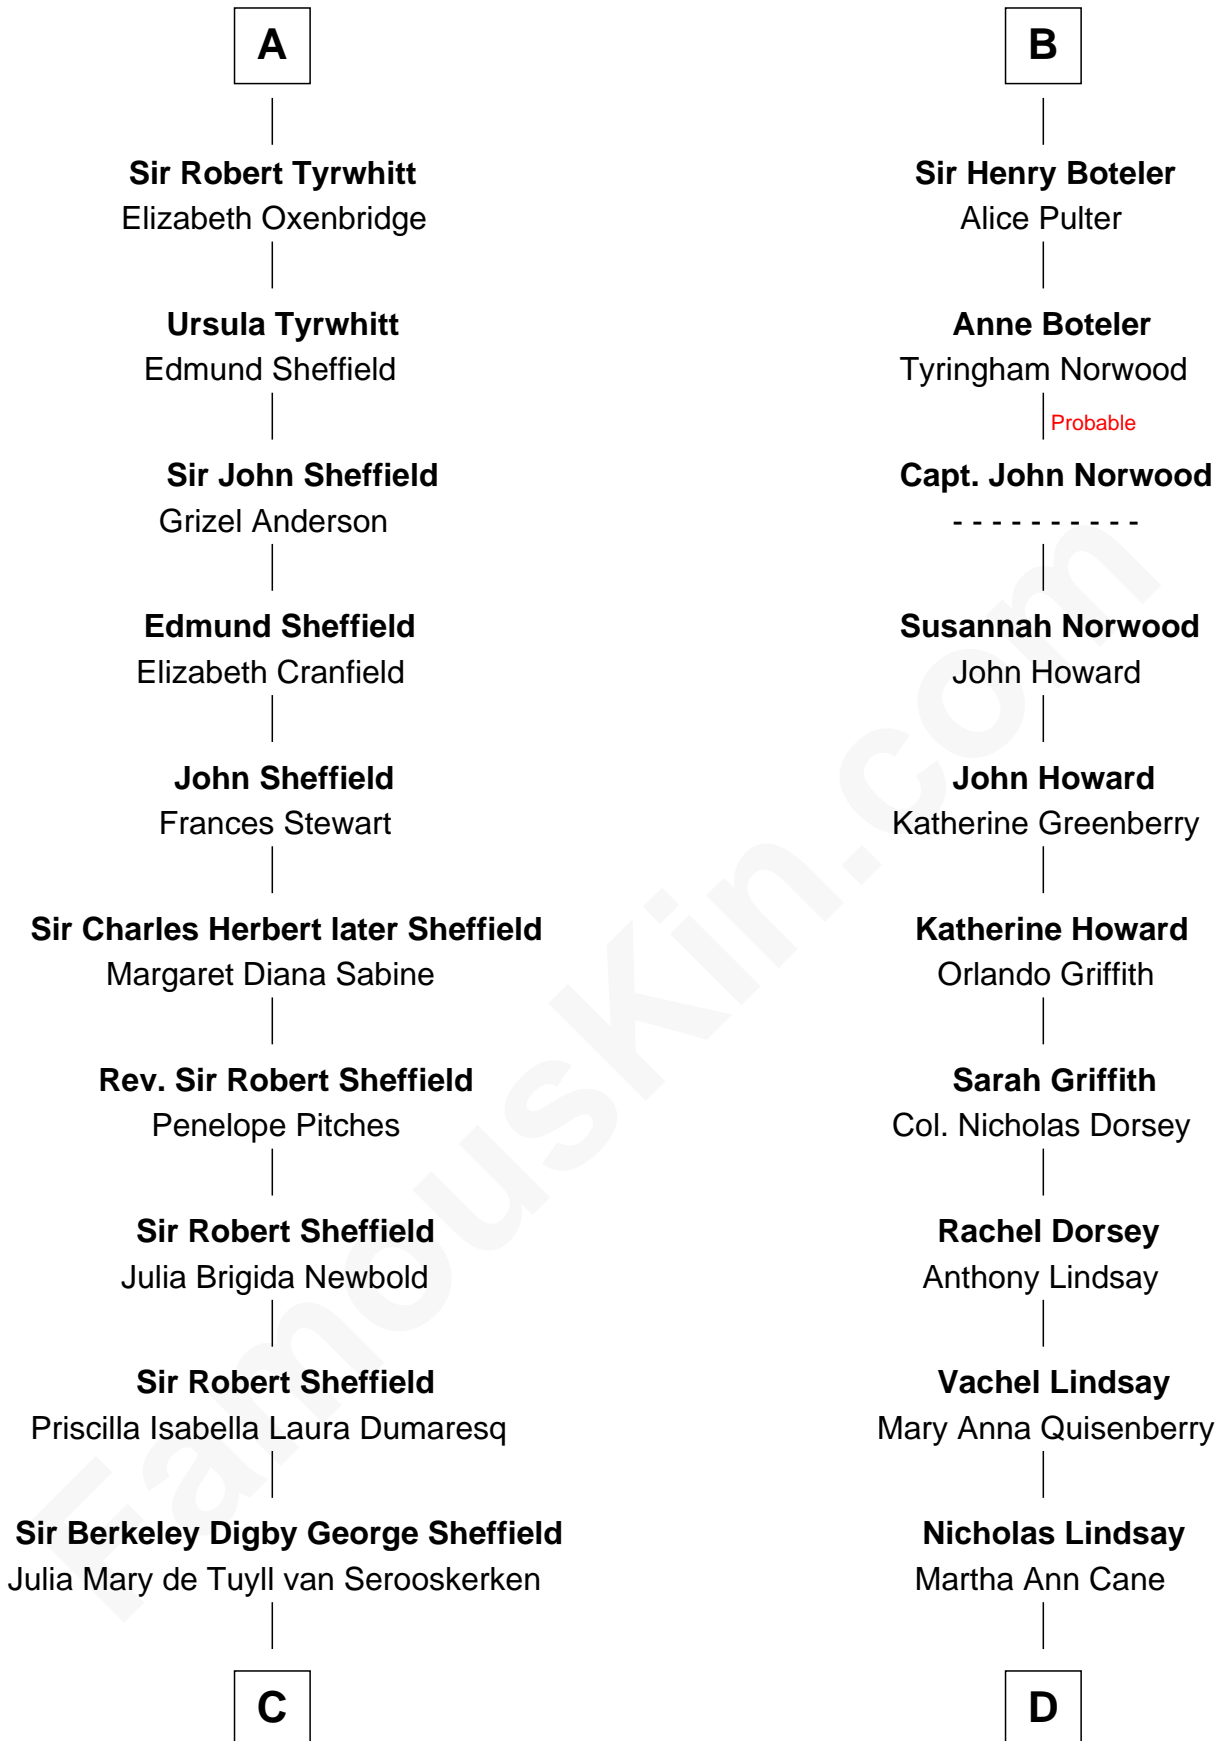 A
Sir Robert Tyrwhitt
Elizabeth Oxenbridge
Ursula Tyrwhitt
Edmund Sheffield
Sir John Sheffield
Grizel Anderson
Edmund Sheffield
Elizabeth Cranfield
John Sheffield
Frances Stewart
Sir Charles Herbert later Sheffield
Margaret Diana Sabine
Rev. Sir Robert Sheffield
Penelope Pitches
Sir Robert Sheffield
Julia Brigida Newbold
Sir Robert Sheffield
Priscilla Isabella Laura Dumaresq
Sir Berkeley Digby George Sheffield
Julia Mary de Tuyll van Serooskerken
C
B
Sir Henry Boteler
Alice Pulter
Anne Boteler
Tyringham Norwood
Probable
Capt. John Norwood
- - - - - - - - - -
Susannah Norwood
John Howard
John Howard
Katherine Greenberry
Katherine Howard
Orlando Griffith
Sarah Griffith
Col. Nicholas Dorsey
Rachel Dorsey
Anthony Lindsay
Vachel Lindsay
Mary Anna Quisenberry
Nicholas Lindsay
Martha Ann Cane
D
FamousKin.com